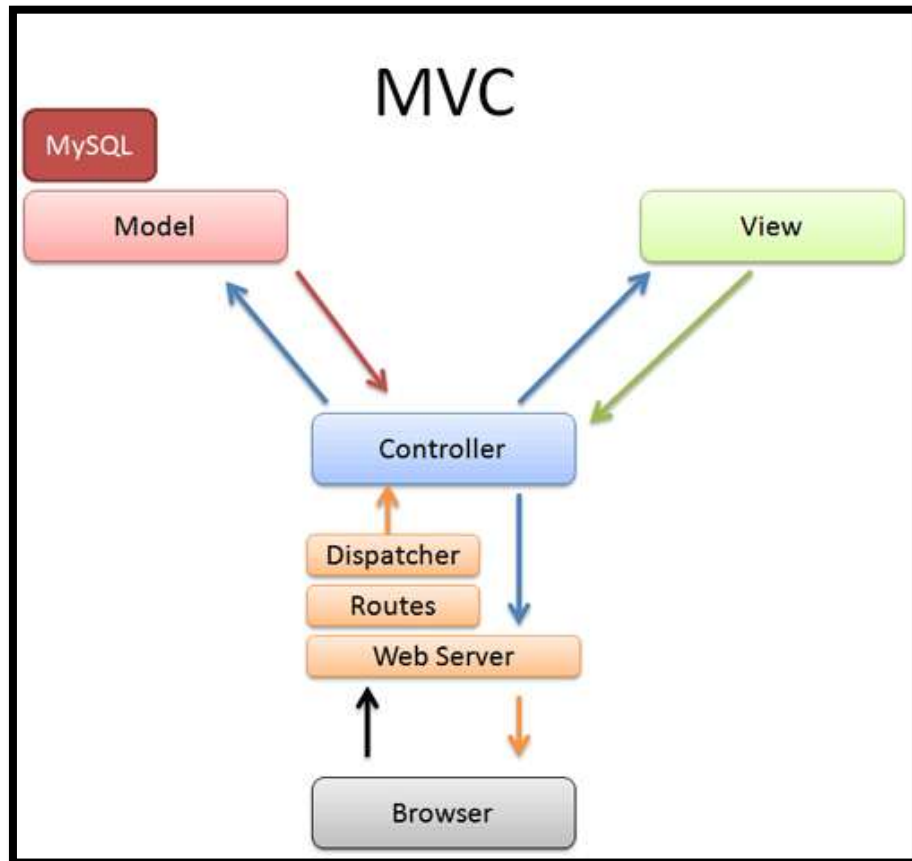 MVC
MySQL
Model
View
Controller
Dispatcher
Routes
Web Server
Browser